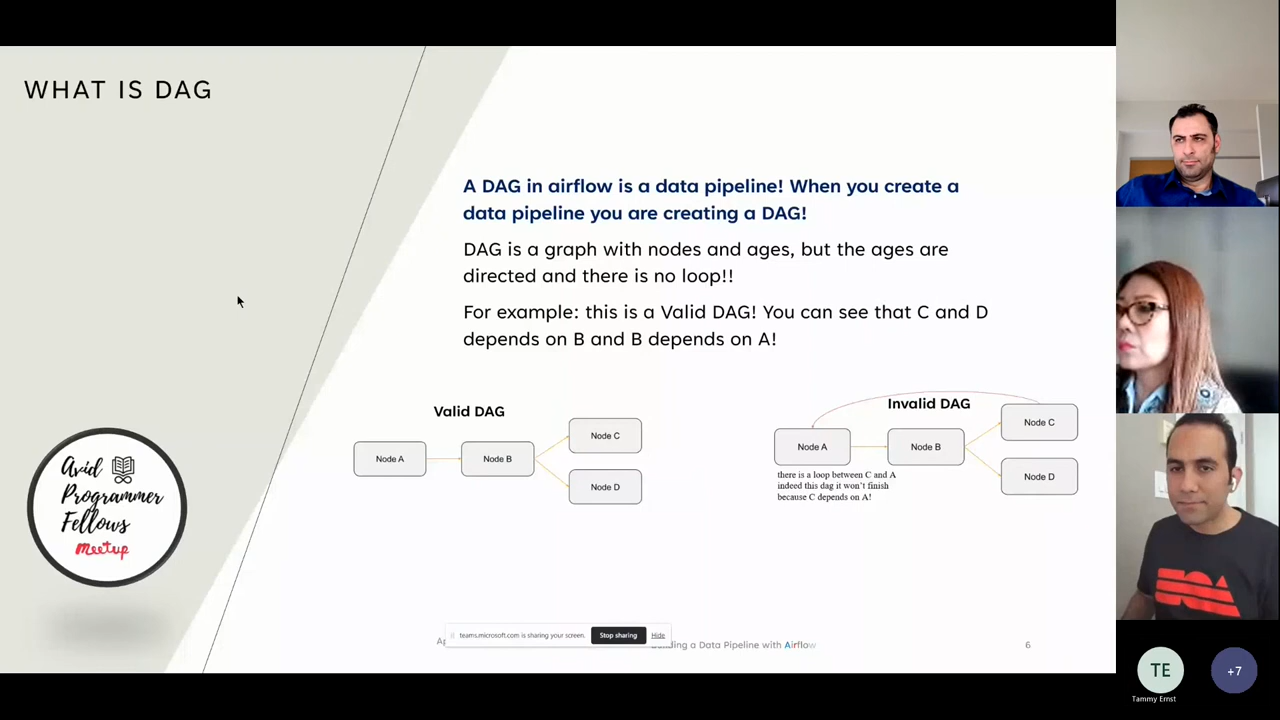 WHAT IS DAG
A DAG in airflow is a data pipeline! When you create a
data pipeline you are creating a DAG!
DAG is a graph with nodes and ages, but the ages are
directed and there is no loop!!
For example: this is a Valid DAG! You can see that C and D
depends on B and B depends on A!
Valid DAG
Node A
Node B
Node C
Node D
Invalid DAG
Node A
Node B
Node C
Node D
there is a loop between C and A
indeed this dag it won't finish
because C depends on A!
Avid
Programmer
Fellows
meetup
teams.microsoft.com is sharing your screen.
Stop sharing
Hide
a Data Pipeline with Airflow
6
TE
Tammy Ernst
+7